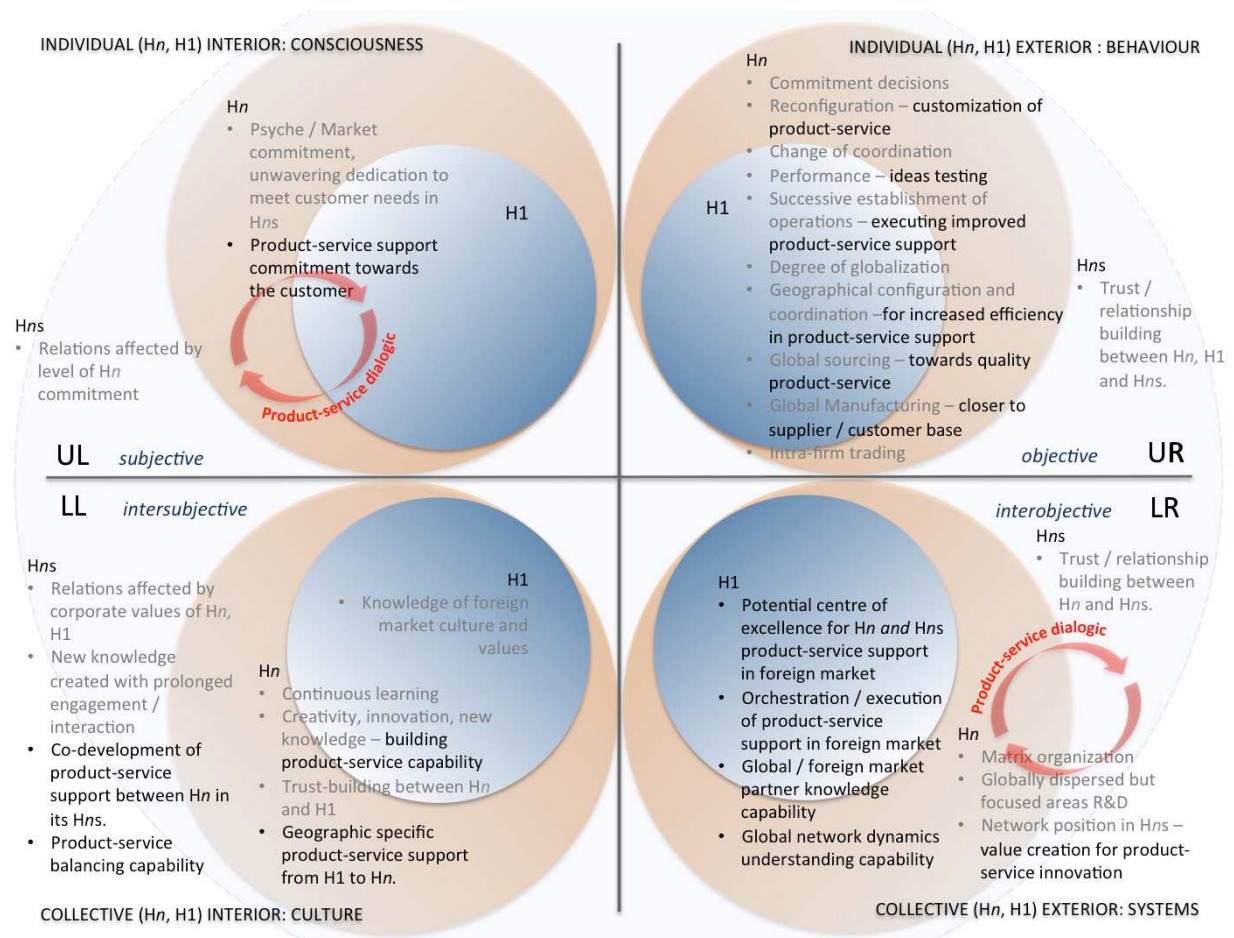 INDIVIDUAL (Hn, H1) INTERIOR: CONSCIOUSNESS
Hn
• Psyche / Market
commitment,
unwavering dedication to
meet customer needs in
Hns
• Product-service support
commitment towards
the customer
H1
Product-service dialogic
Hns
• Relations affected by
level of Hn
commitment
UL subjective
INDIVIDUAL (Hn, H1) EXTERIOR : BEHAVIOUR
Hn
• Commitment decisions
• Reconfiguration – customization of
product-service
• Change of coordination
• Performance – ideas testing
• Successive establishment of
operations – executing improved
product-service support
• Degree of globalization
• Geographical configuration and
coordination –for increased efficiency
in product-service support
• Global sourcing – towards quality
product-service
• Global Manufacturing – closer to
supplier / customer base
• Intra-firm trading
H1
Hns
• Trust /
relationship
building
between Hn, H1
and Hns.
objective UR
LL intersubjective
Hns
• Relations affected by
corporate values of Hn,
H1
• New knowledge
created with prolonged
engagement /
interaction
• Co-development of
product-service
support between Hn in
its Hns.
• Product-service
balancing capability
H1
• Knowledge of foreign
market culture and
values
Hn
• Continuous learning
• Creativity, innovation, new
knowledge – building
product-service capability
• Trust-building between Hn
and H1
• Geographic specific
product-service support
from H1 to Hn.
COLLECTIVE (Hn, H1) INTERIOR: CULTURE
interobjective LR
Hns
• Trust / relationship
building between
Hn and Hns.
H1
• Potential centre of
excellence for Hn and Hns
product-service support
in foreign market
• Orchestration / execution
of product-service
support in foreign market
• Global / foreign market
partner knowledge
capability
• Global network dynamics
understanding capability
Product-service dialogic
Hn
• Matrix organization
• Globally dispersed but
focused areas R&D
• Network position in Hns –
value creation for product-
service innovation
COLLECTIVE (Hn, H1) EXTERIOR: SYSTEMS